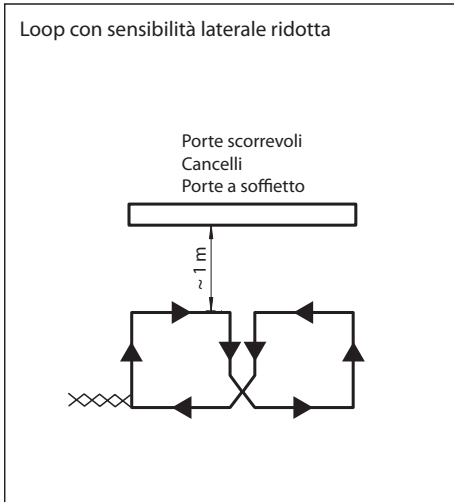 Loop con sensibilità laterale ridotta
Porte scorrevoli
Cancelli
Porte a soffietto
~ 1 m